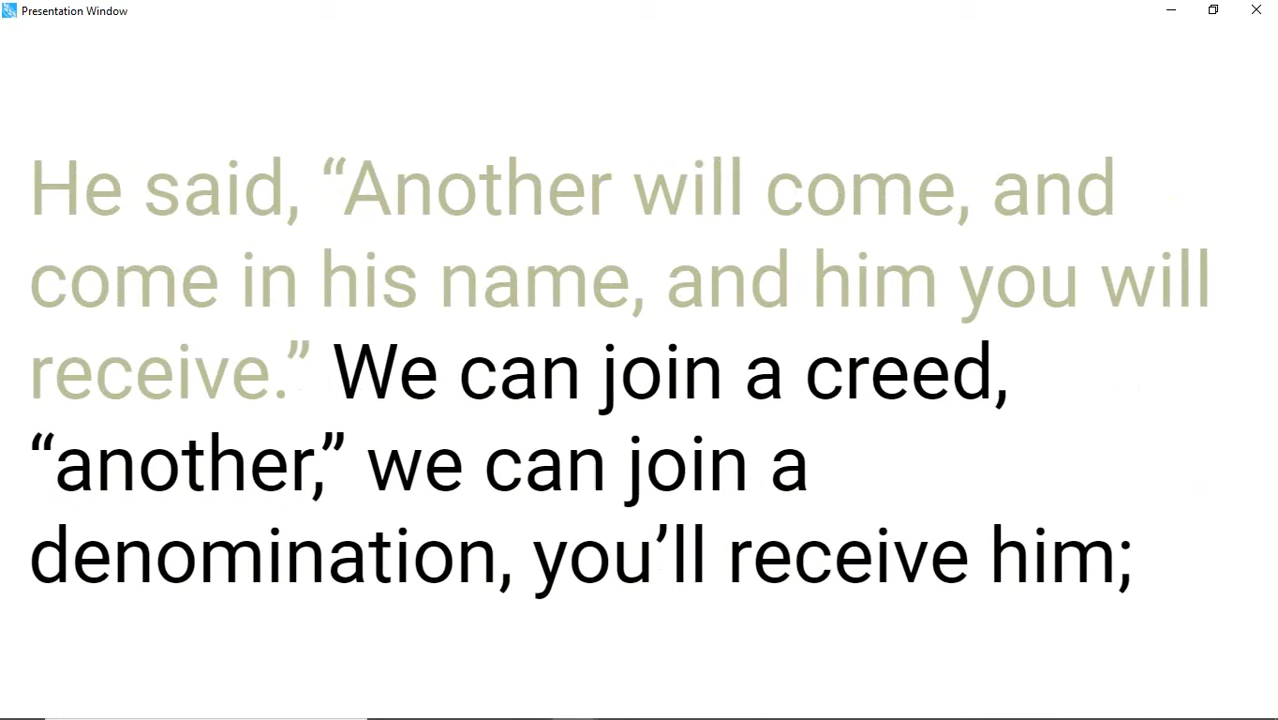 Presentation Window
He said, “Another will come, and
come in his name, and him you will
receive.” We can join a creed,
“another,” we can join a
denomination, you’ll receive him;